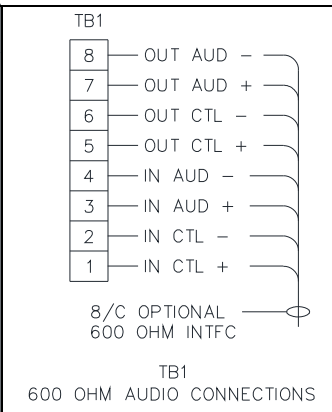 TB1
8 OUT AUD -
7 OUT AUD +
6 OUT CTL -
5 OUT CTL +
4 IN AUD -
3 IN AUD +
2 IN CTL -
1 IN CTL +
8/C OPTIONAL
600 OHM INTFC
TB1
600 OHM AUDIO CONNECTIONS